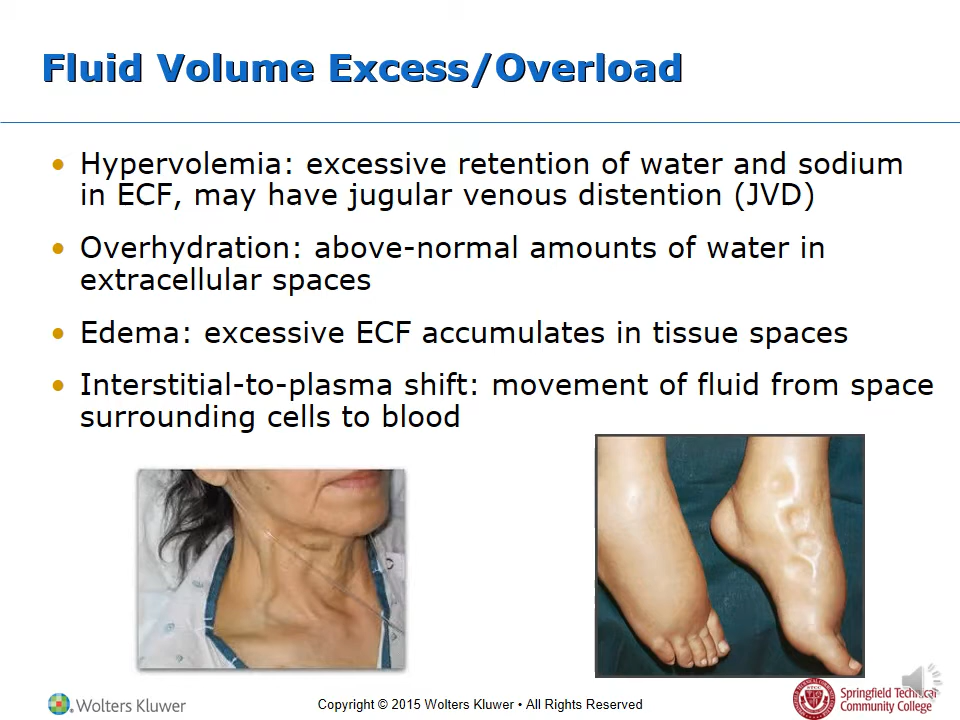 Fluid Volume Excess/Overload
• Hypervolemia: excessive retention of water and sodium
in ECF, may have jugular venous distention (JVD)
• Overhydration: above-normal amounts of water in
extracellular spaces
• Edema: excessive ECF accumulates in tissue spaces
• Interstitial-to-plasma shift: movement of fluid from space
surrounding cells to blood
Wolters Kluwer
Copyright © 2015 Wolters Kluwer • All Rights Reserved
Springfield Technical
Community College